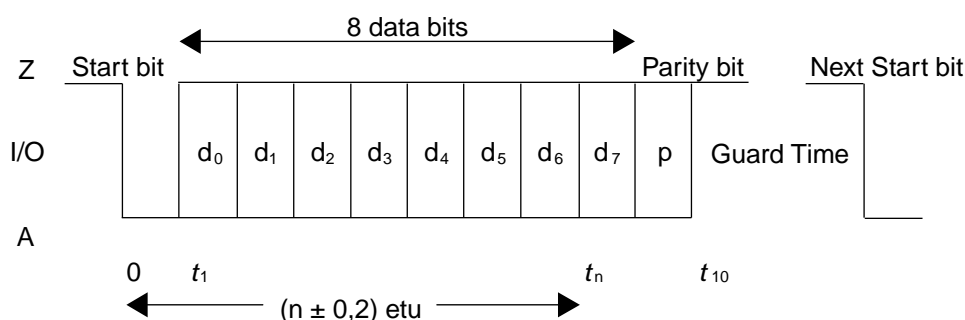 8 data bits
Z Start bit Parity bit Next Start bit
I/O d0 d1 d2 d3 d4 d5 d6 d7 p Guard Time
A
0 t1 tn t10
(n ± 0,2) etu